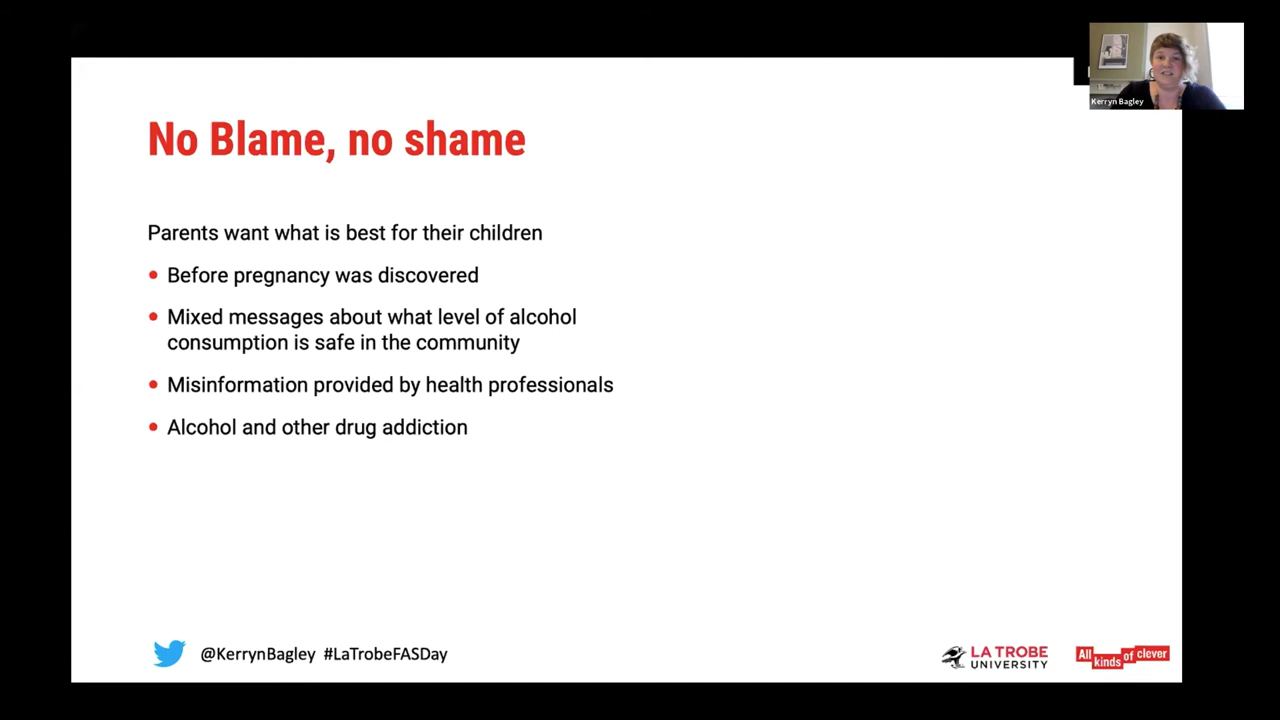 Kerryn Bagley
No Blame, no shame
Parents want what is best for their children
Before pregnancy was discovered
Mixed messages about what level of alcohol
consumption is safe in the community
Misinformation provided by health professionals
Alcohol and other drug addiction
@KerrynBagley #LaTrobeFASDay
LA TROBE
UNIVERSITY
All kinds of clever